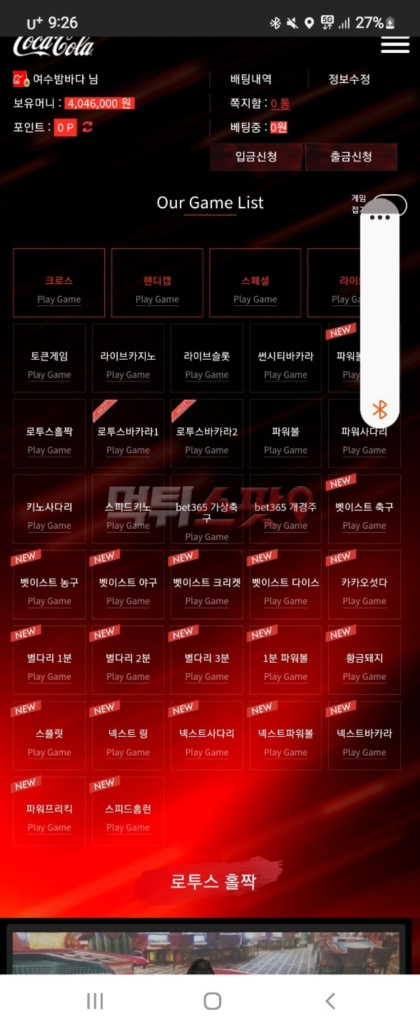 U+ 9:26
5G 27%
Coca-Cola
여수밤바다 님
배팅내역 정보수정
보유머니 : 4,046,000 원
쪽지함 : 0 통
포인트 : 0 P
베팅중 : 0원
입금신청 출금신청
Our Game List
게임
크로스 핸디캡 스페셜
Play Game Play Game Play Game
NEW
토큰게임 라이브카지노 라이브슬롯 썬시티바카라
Play Game Play Game Play Game Play Game Play Game
로투스홀짝 로투스바카라1 로투스바카라2 파워볼 파워사다리
Play Game Play Game Play Game Play Game Play Game
NEW
키노사다리 스피드키노 bet365 가상축구 bet365 개경주 벳이스트 축구
Play Game Play Game Play Game Play Game Play Game
먹튀스팟
NEW NEW NEW NEW NEW
벳이스트 농구 벳이스트 야구 벳이스트 크리켓 벳이스트 다이스 카카오섯다
Play Game Play Game Play Game Play Game Play Game
NEW NEW NEW NEW NEW
별다리 1분 별다리 2분 별다리 3분 1분 파워볼 황금돼지
Play Game Play Game Play Game Play Game Play Game
NEW NEW NEW NEW NEW
스플릿 넥스트 링 넥스트사다리 넥스트파워볼 넥스트바카라
Play Game Play Game Play Game Play Game Play Game
NEW NEW
파워프리킥 스피드홈런
Play Game Play Game
로투스 홀짝